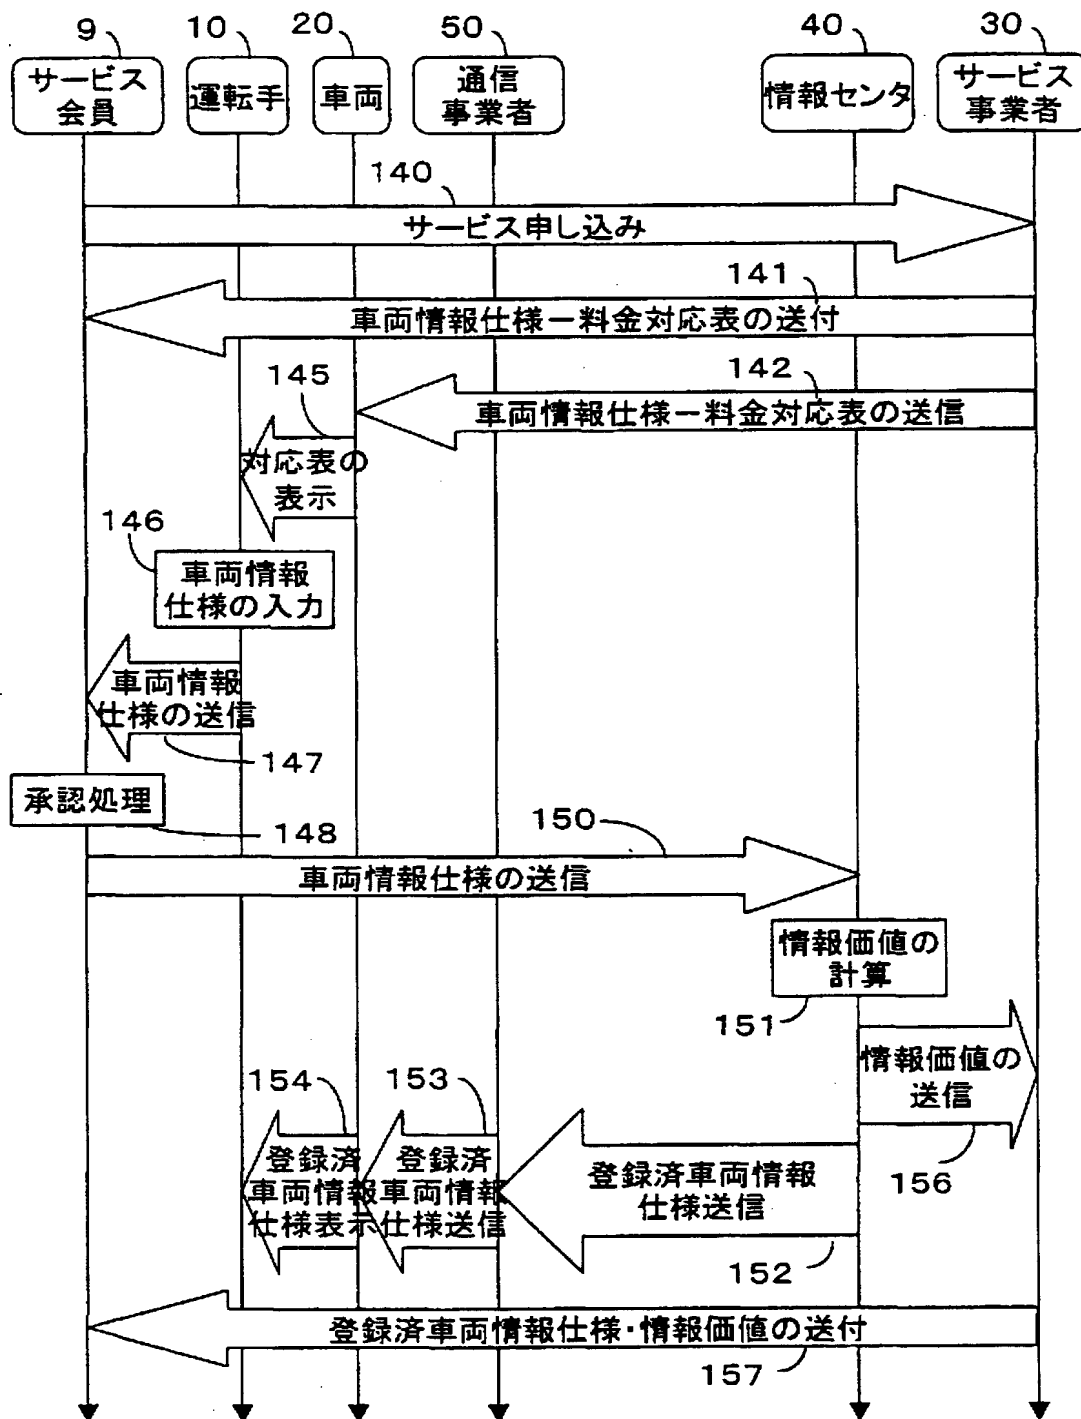 9
10
20
50
40
30
サービス
会員
運転手
車両
通信
事業者
情報センタ
サービス
事業者
140
サービス申し込み
141
車両情報仕様－料金対応表の送付
142
車両情報仕様－料金対応表の送信
145
対応表の
表示
146
車両情報
仕様の入力
車両情報
仕様の送信
147
承認処理
148
150
車両情報仕様の送信
情報価値の
計算
151
情報価値の
送信
156
154
登録済
車両情報
仕様表示
153
登録済
車両情報
仕様送信
登録済車両情報
仕様送信
152
登録済車両情報仕様・情報価値の送付
157